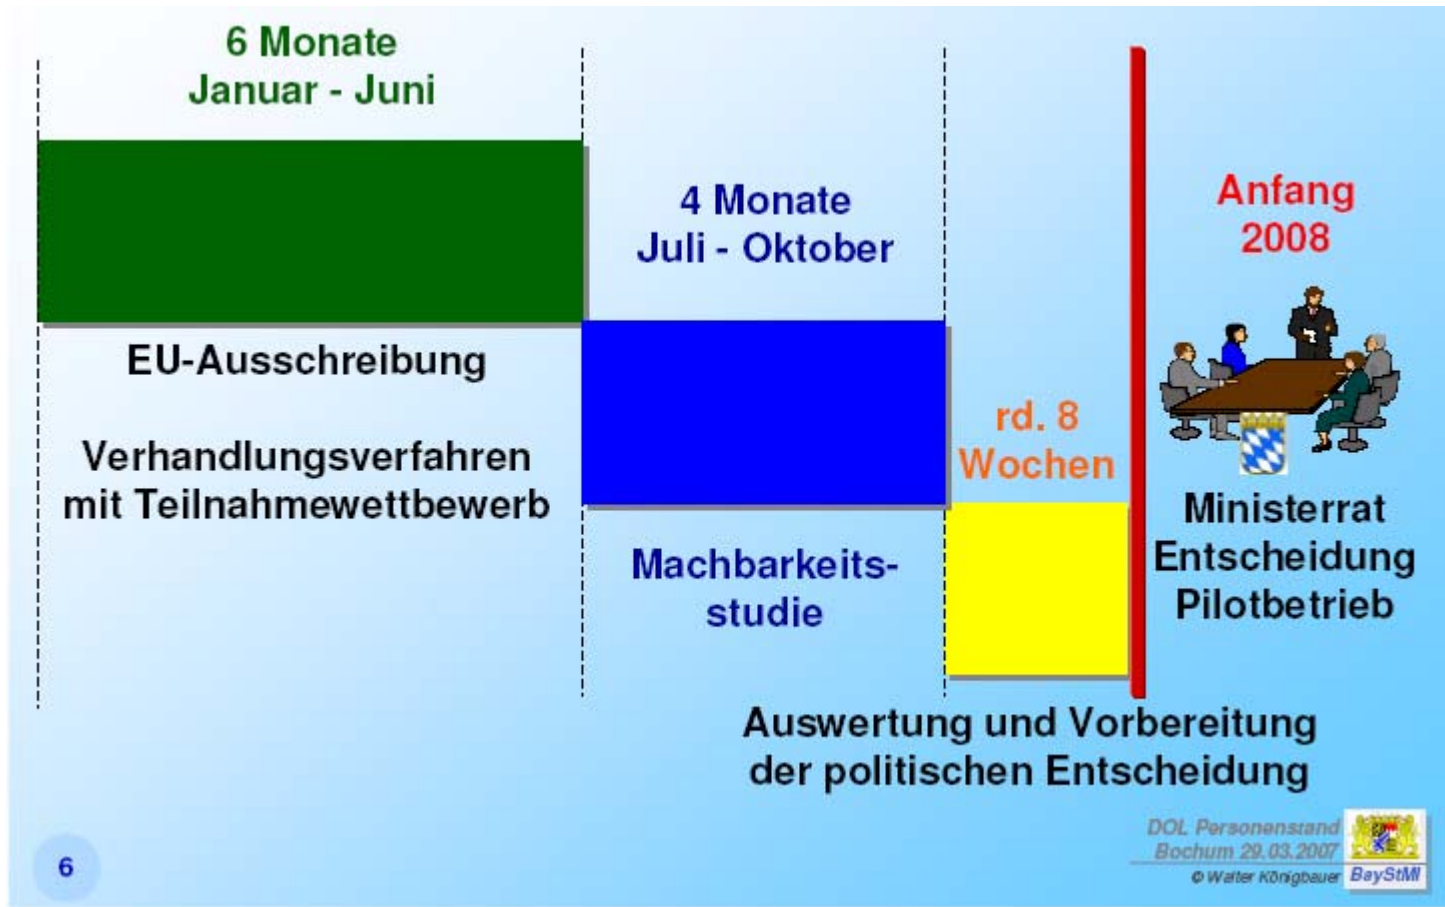 6 Monate
Januar - Juni
4 Monate
Juli - Oktober
Anfang
2008
EU-Ausschreibung
rd. 8
Wochen
Verhandlungsverfahren
mit Teilnahmewettbewerb
Ministerrat
Entscheidung
Pilotbetrieb
Machbarkeits-
studie
Auswertung und Vorbereitung
der politischen Entscheidung
DOL Personenstand
Bochum 29.03.2007
© Walter Königbauer
BayStMI
6